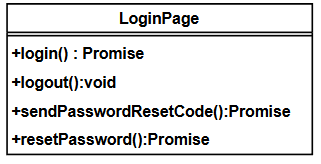 LoginPage
+login() : Promise
+logout():void
+sendPasswordResetCode():Promise
+resetPassword():Promise